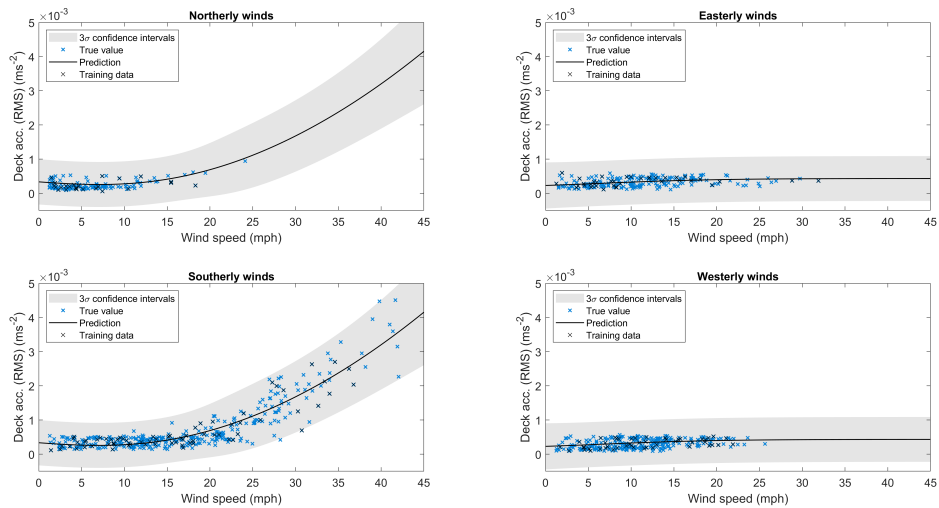 Northerly winds
×10^-3
5
4
3
2
1
0
Deck acc. (RMS) (ms^-2)
3σ confidence intervals
True value
Prediction
Training data
0 5 10 15 20 25 30 35 40 45
Wind speed (mph)
Easterly winds
×10^-3
5
4
3
2
1
0
Deck acc. (RMS) (ms^-2)
3σ confidence intervals
True value
Prediction
Training data
0 5 10 15 20 25 30 35 40 45
Wind speed (mph)
Southerly winds
×10^-3
5
4
3
2
1
0
Deck acc. (RMS) (ms^-2)
3σ confidence intervals
True value
Prediction
Training data
0 5 10 15 20 25 30 35 40 45
Wind speed (mph)
Westerly winds
×10^-3
5
4
3
2
1
0
Deck acc. (RMS) (ms^-2)
3σ confidence intervals
True value
Prediction
Training data
0 5 10 15 20 25 30 35 40 45
Wind speed (mph)